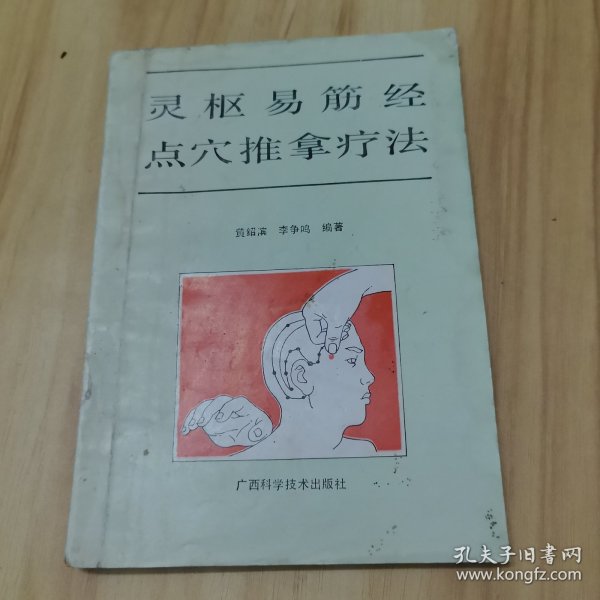 灵枢易筋经
点穴推拿疗法
黄紹滨 李争鸣 编著
广西科学技术出版社
孔夫子旧书网
www.kongfz.com